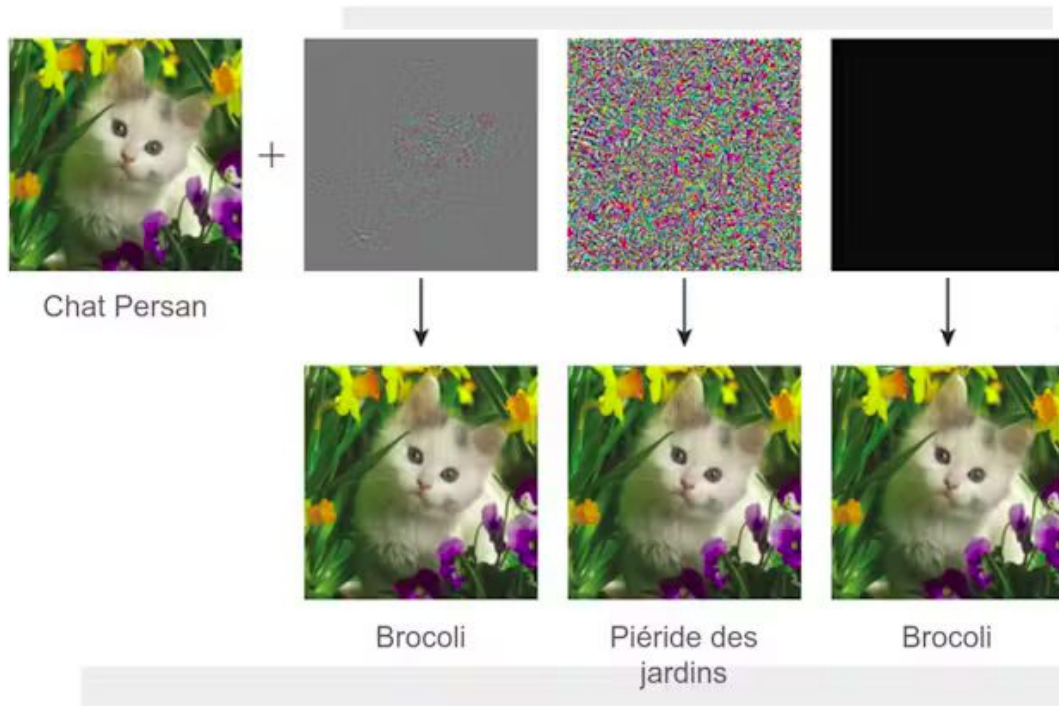 +
Chat Persan
Brocoli
Piéride des
jardins
Brocoli